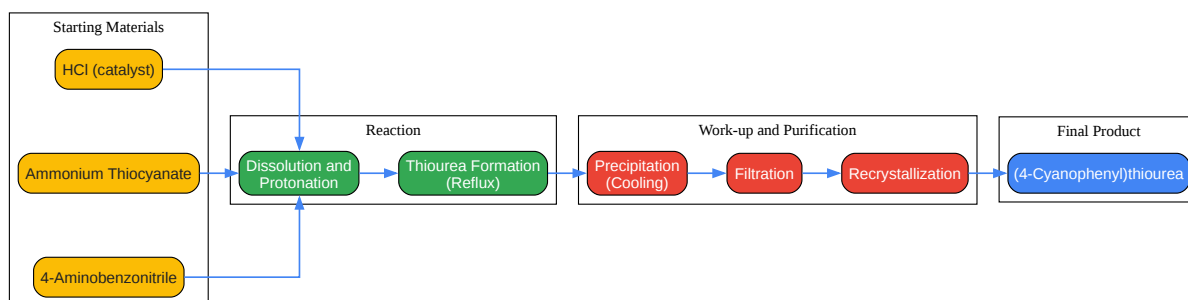 Starting Materials
HCl (catalyst)
Ammonium Thiocyanate
4-Aminobenzonitrile
Reaction
Dissolution and
Protonation
Thiourea Formation
(Reflux)
Work-up and Purification
Precipitation
(Cooling)
Filtration
Recrystallization
Final Product
(4-Cyanophenyl)thiourea